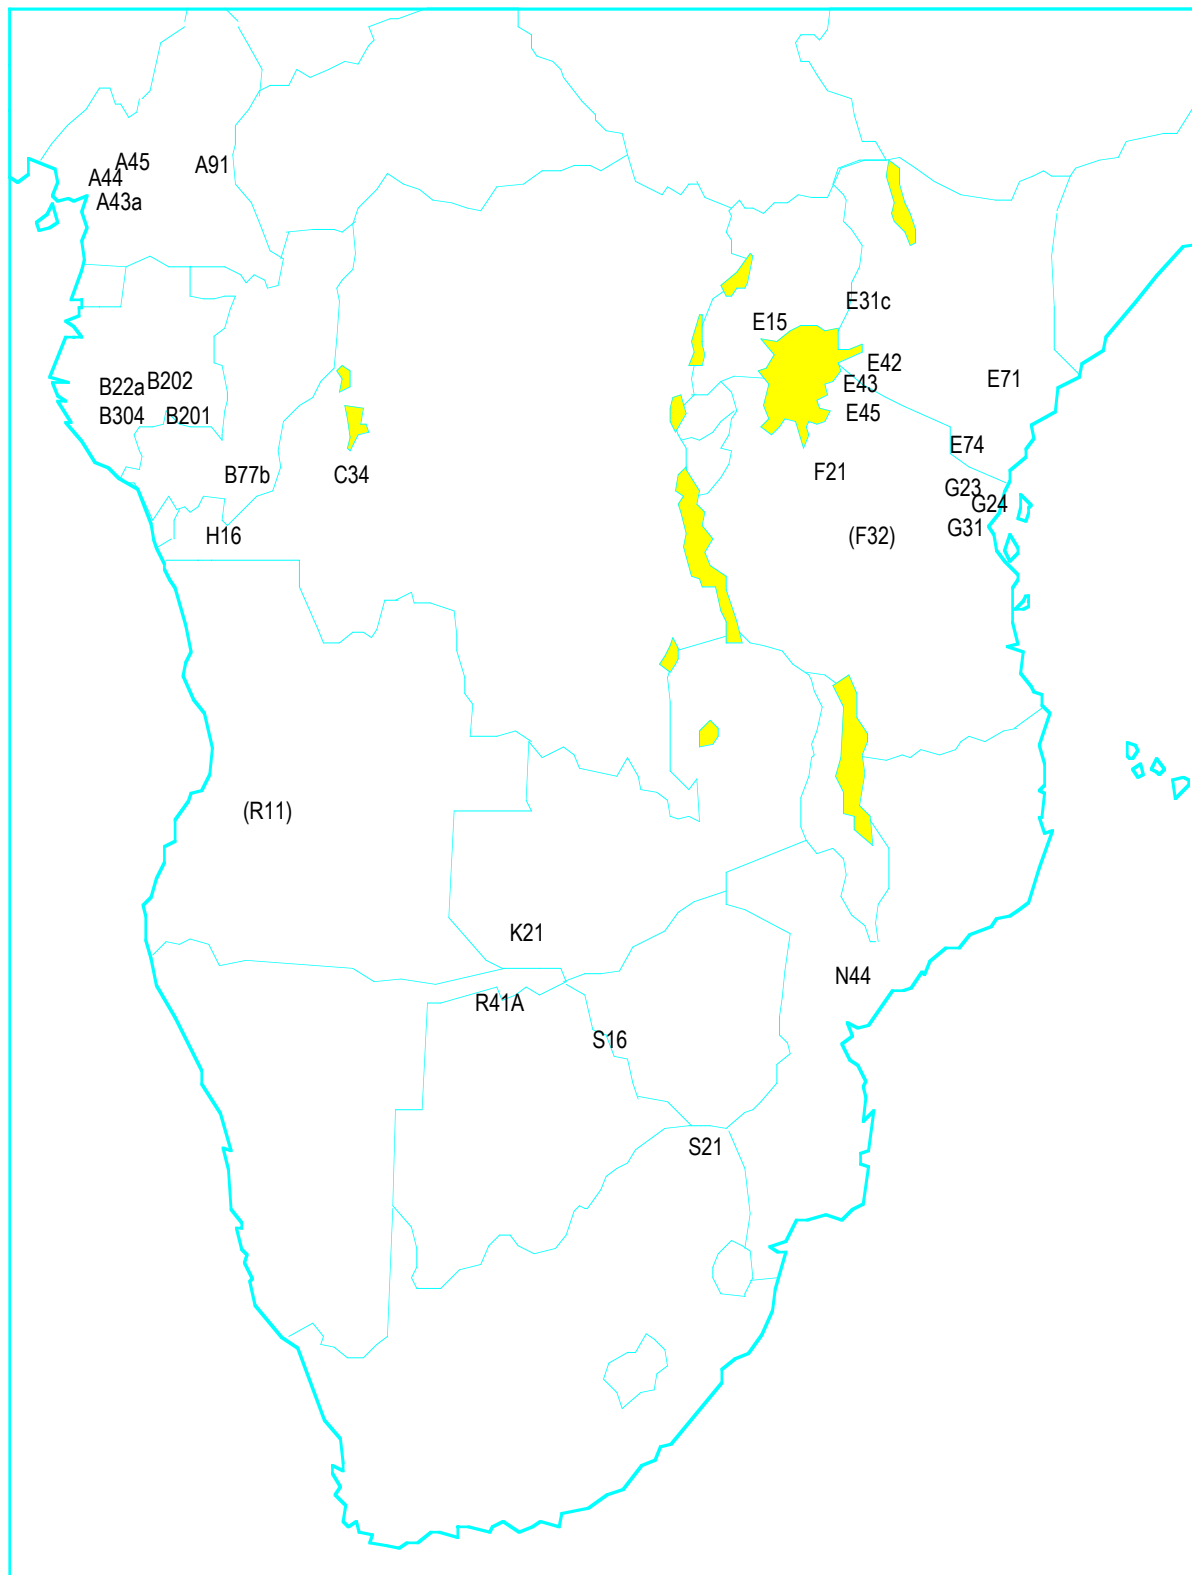 A45
A91
A44
A43a
E31c
E15
E42
B22a
B202
E43
E71
B304
B201
E45
E74
B77b
C34
F21
G23
G24
H16
(F32)
G31
(R11)
K21
N44
R41A
S16
S21